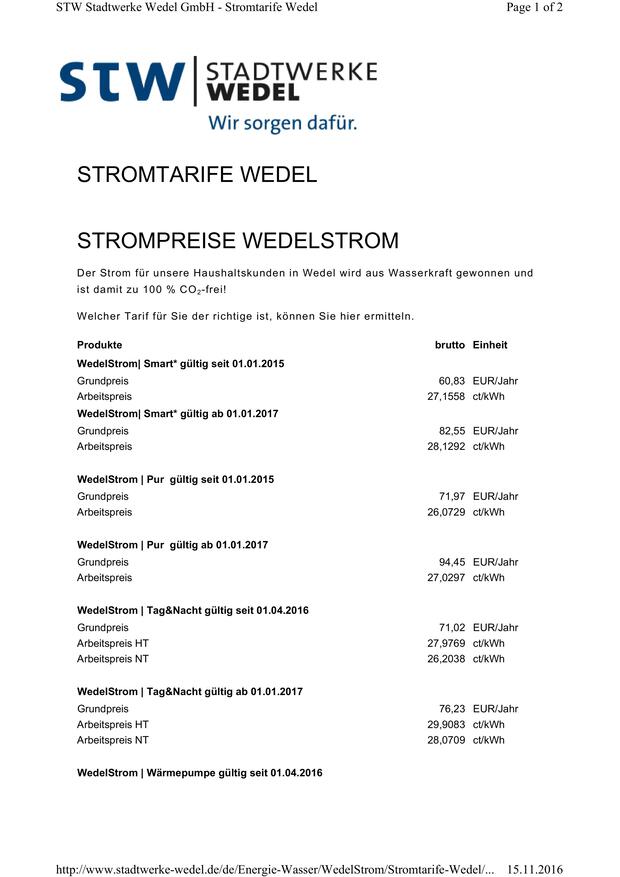 STW Stadtwerke Wedel GmbH - Stromtarife Wedel Page 1 of 2
STW STADTWERKE
WEDEL
Wir sorgen dafür.
STROMTARIFE WEDEL
STROMPREISE WEDELSTROM
Der Strom für unsere Haushaltskunden in Wedel wird aus Wasserkraft gewonnen und
ist damit zu 100 % CO₂-frei!
Welcher Tarif für Sie der richtige ist, können Sie hier ermitteln.
Produkte brutto Einheit
WedelStrom| Smart* gültig seit 01.01.2015
Grundpreis 60,83 EUR/Jahr
Arbeitspreis 27,1558 ct/kWh
WedelStrom| Smart* gültig ab 01.01.2017
Grundpreis 82,55 EUR/Jahr
Arbeitspreis 28,1292 ct/kWh
WedelStrom | Pur gültig seit 01.01.2015
Grundpreis 71,97 EUR/Jahr
Arbeitspreis 26,0729 ct/kWh
WedelStrom | Pur gültig ab 01.01.2017
Grundpreis 94,45 EUR/Jahr
Arbeitspreis 27,0297 ct/kWh
WedelStrom | Tag&Nacht gültig seit 01.04.2016
Grundpreis 71,02 EUR/Jahr
Arbeitspreis HT 27,9769 ct/kWh
Arbeitspreis NT 26,2038 ct/kWh
WedelStrom | Tag&Nacht gültig ab 01.01.2017
Grundpreis 76,23 EUR/Jahr
Arbeitspreis HT 29,9083 ct/kWh
Arbeitspreis NT 28,0709 ct/kWh
WedelStrom | Wärmepumpe gültig seit 01.04.2016
http://www.stadtwerke-wedel.de/de/Energie-Wasser/WedelStrom/Stromtarife-Wedel/... 15.11.2016